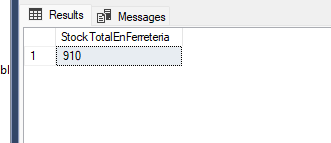 Results Messages
StockTotalEnFerreteria
1 910
bl